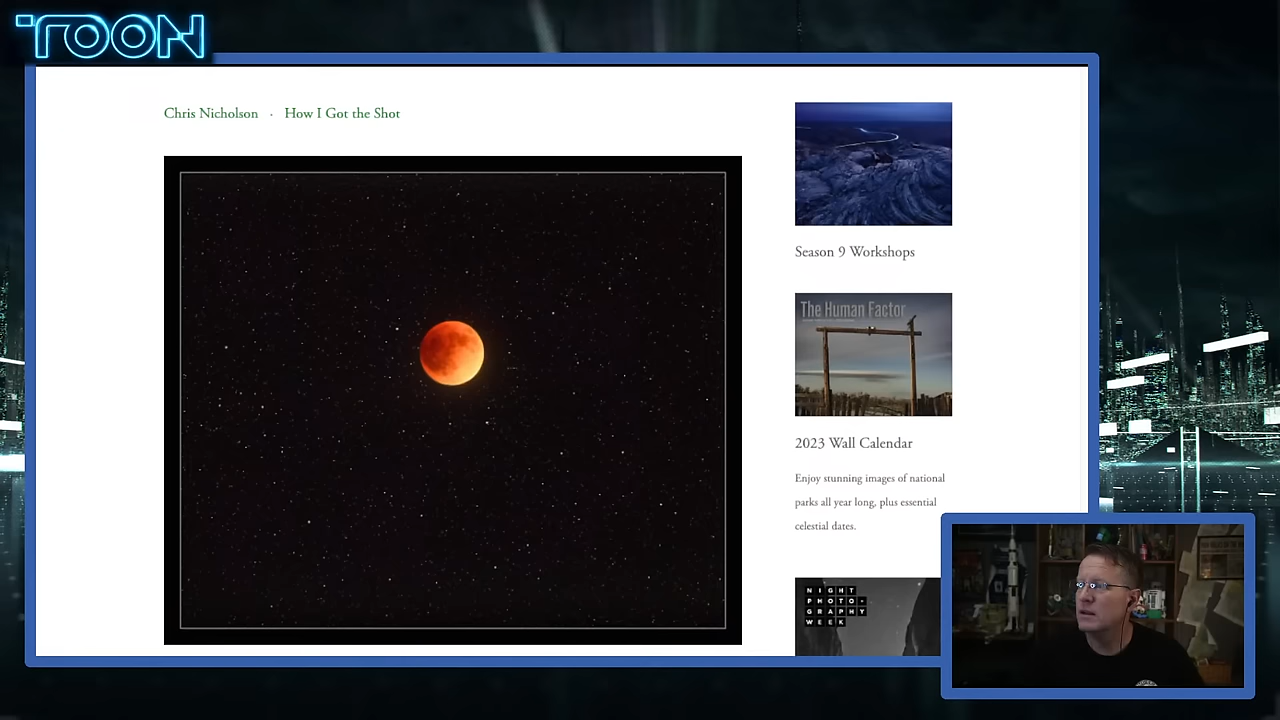 TOON
Chris Nicholson · How I Got the Shot
Season 9 Workshops
The Human Factor
2023 Wall Calendar
Enjoy stunning images of national
parks all year long, plus essential
celestial dates.
NIGHT
PHOTO-
GRAPHY
WEEK